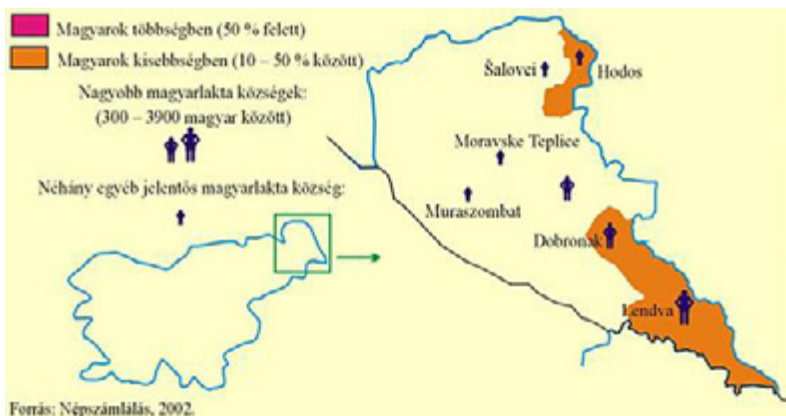 Magyarok többségben (50 % felett)
Magyarok kisebbségben (10 – 50 % között)
Nagyobb magyarlakta községek:
(300 – 3900 magyar között)
Néhány egyéb jelentős magyarlakta község:
Šalovci
Hodos
Moravske Teplice
Muraszombat
Dobronak
Lendva
Forrás: Népszámlálás, 2002.